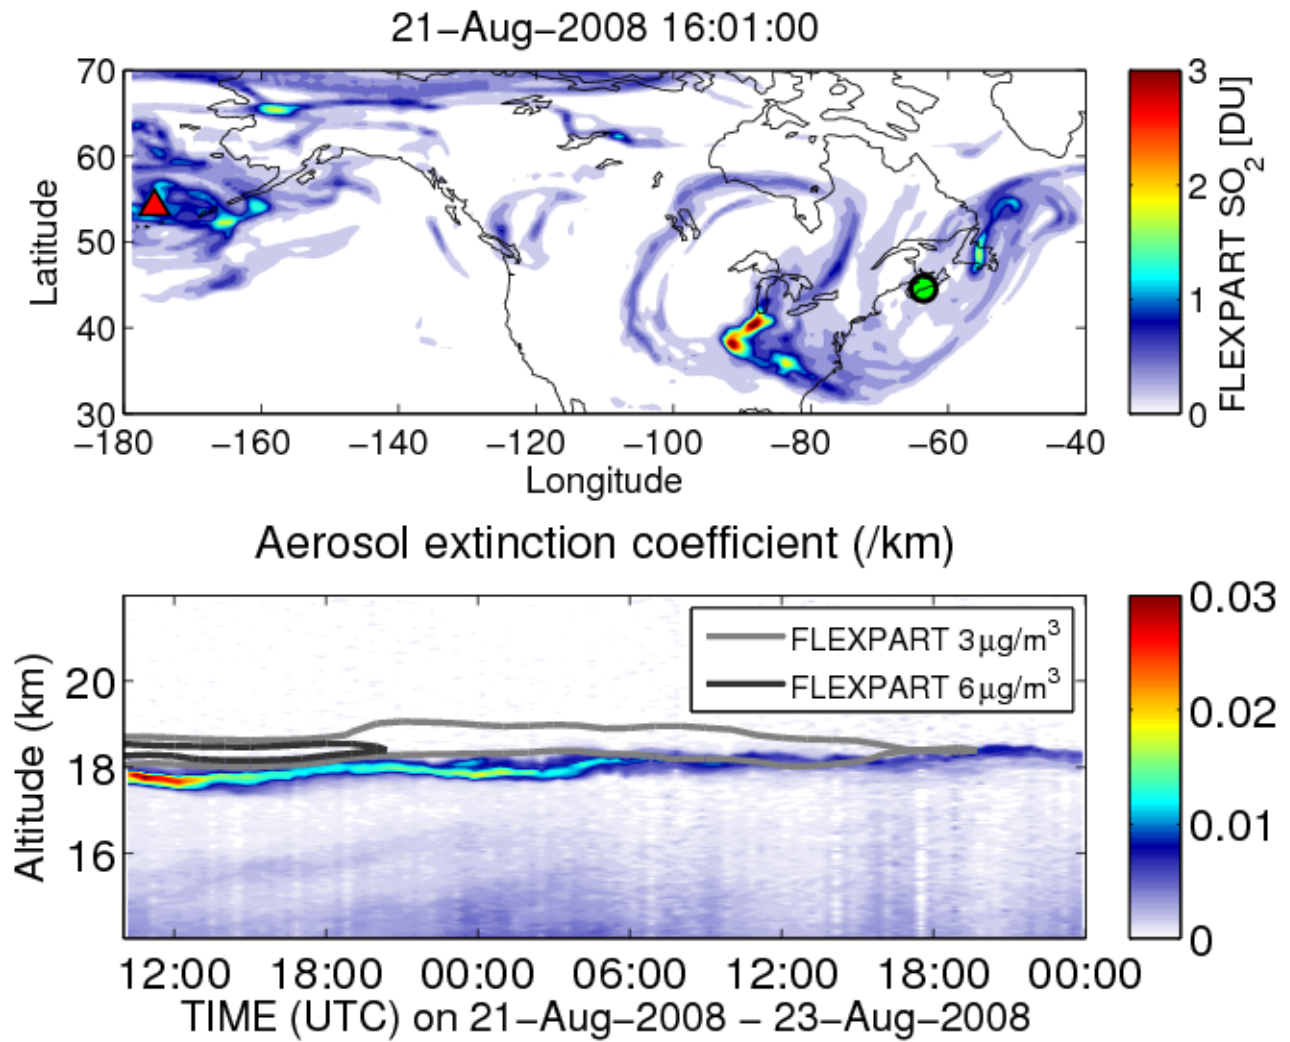 21−Aug−2008 16:01:00
70
60
50
40
30
Latitude
−180 −160 −140 −120 −100 −80 −60 −40
Longitude
3
2
1
0
FLEXPART SO2 [DU]
Aerosol extinction coefficient (/km)
FLEXPART 3μg/m3
FLEXPART 6μg/m3
20
18
16
Altitude (km)
12:00 18:00 00:00 06:00 12:00 18:00 00:00
TIME (UTC) on 21−Aug−2008 − 23−Aug−2008
0.03
0.02
0.01
0